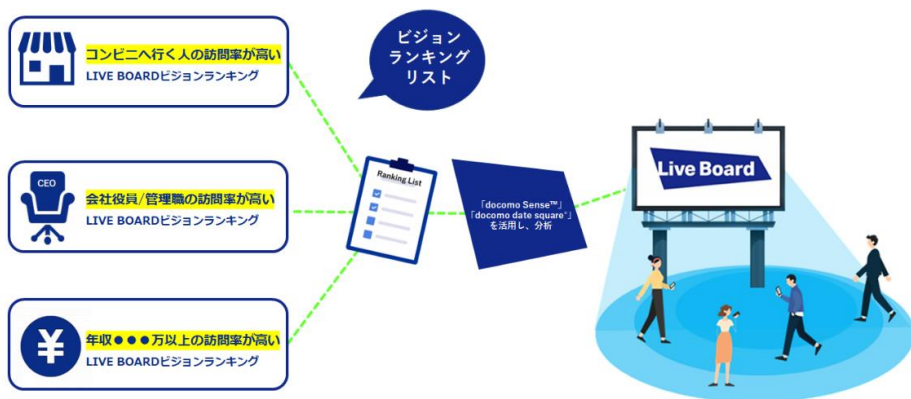 コンビニへ行く人の訪問率が高い
LIVE BOARDビジョンランキング
CEO
会社役員/管理職の訪問率が高い
LIVE BOARDビジョンランキング
¥
年収●●●万以上の訪問率が高い
LIVE BOARDビジョンランキング
ビジョン
ランキング
リスト
Ranking List
「docomo Sense™」
「docomo date square®」
を活用し、分析
Live Board